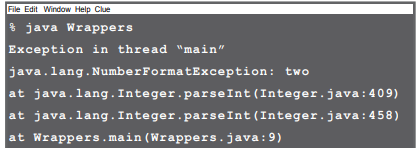 File Edit Window Help Clue
% java Wrappers
Exception in thread “main”
java.lang.NumberFormatException: two
at java.lang.Integer.parseInt(Integer.java:409)
at java.lang.Integer.parseInt(Integer.java:458)
at Wrappers.main(Wrappers.java:9)